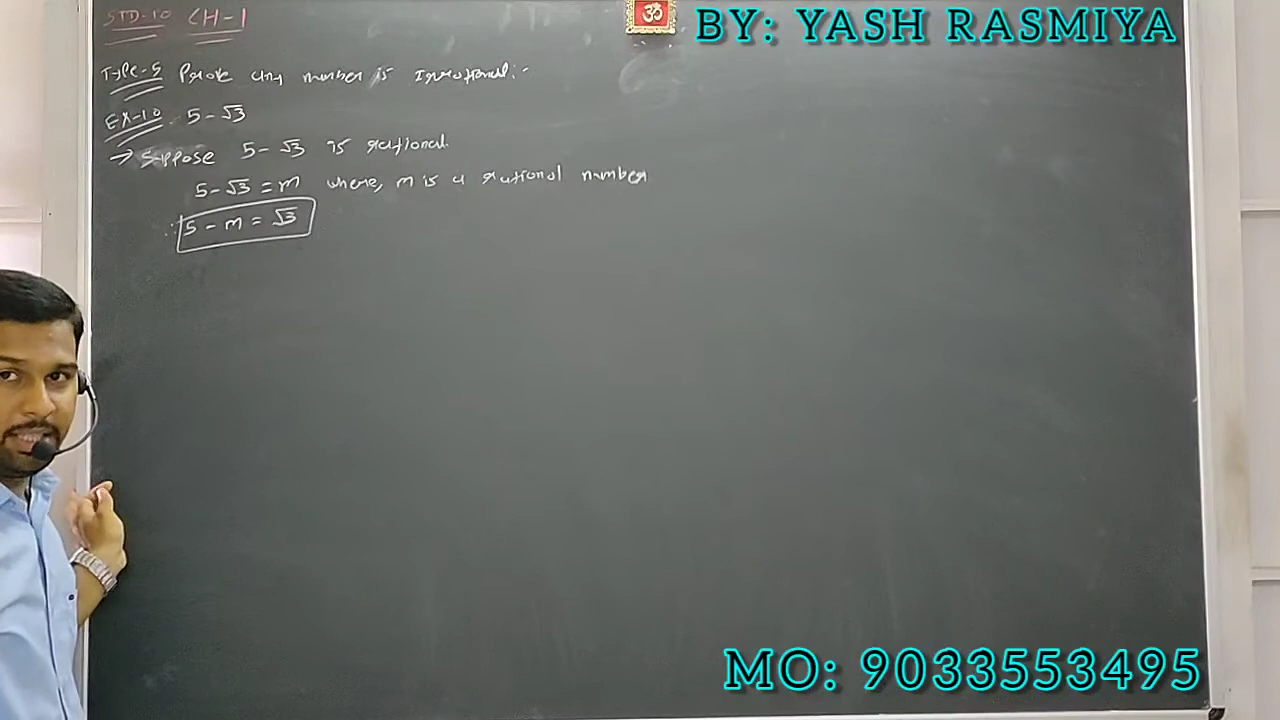 STD-10 CH-1
ॐ
BY: YASH RASMIYA
Type-5 Prove any number is Irrational:-
EX-10. 5-√3
→ Suppose 5-√3 is rational.
5-√3 = m where, m is a rational number
∴ 5 - m = √3
MO: 9033553495